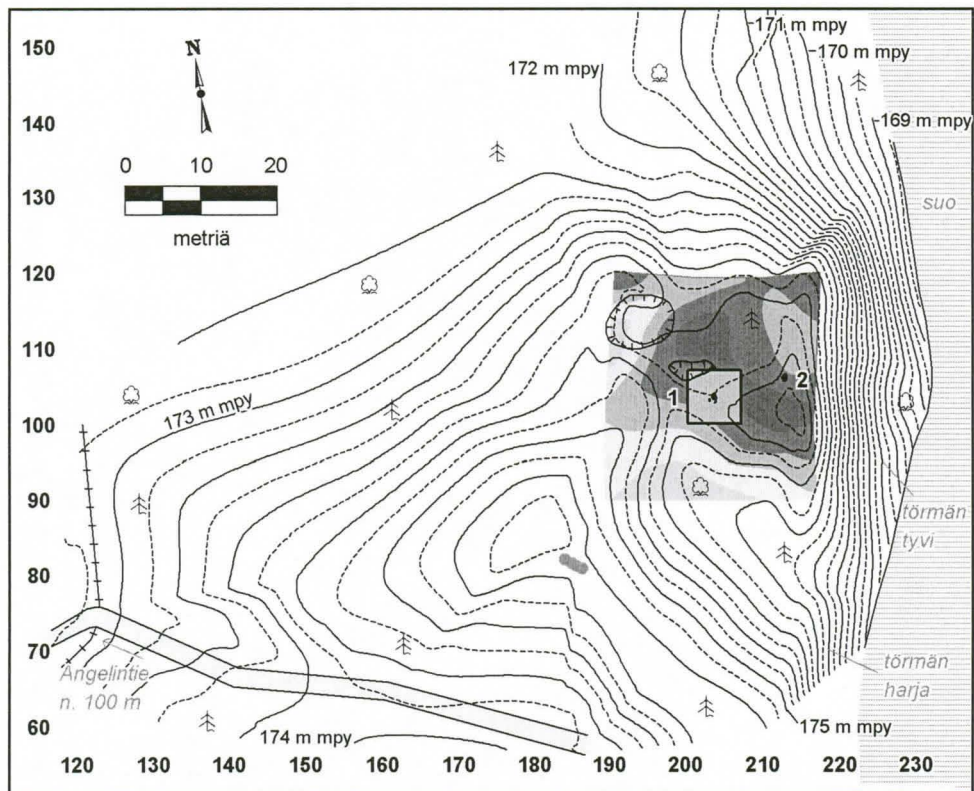 150
140
130
120
110
100
90
80
70
60
N
0 10 20
metriä
171 m mpy
170 m mpy
172 m mpy
169 m mpy
suo
173 m mpy
1
2
törmän
tyvi
Angelintie
n. 100 m
törmän
harja
174 m mpy
175 m mpy
120 130 140 150 160 170 180 190 200 210 220 230